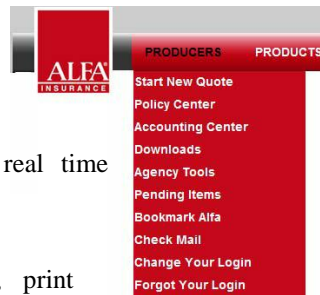 PRODUCERS PRODUCTS
ALFA
INSURANCE
Start New Quote
Policy Center
Accounting Center
Downloads
real time
Agency Tools
Pending Items
Bookmark Alfa
Check Mail
Change Your Login
print
Forgot Your Login